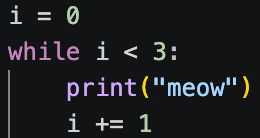 i = 0
while i < 3:
    print("meow")
    i += 1